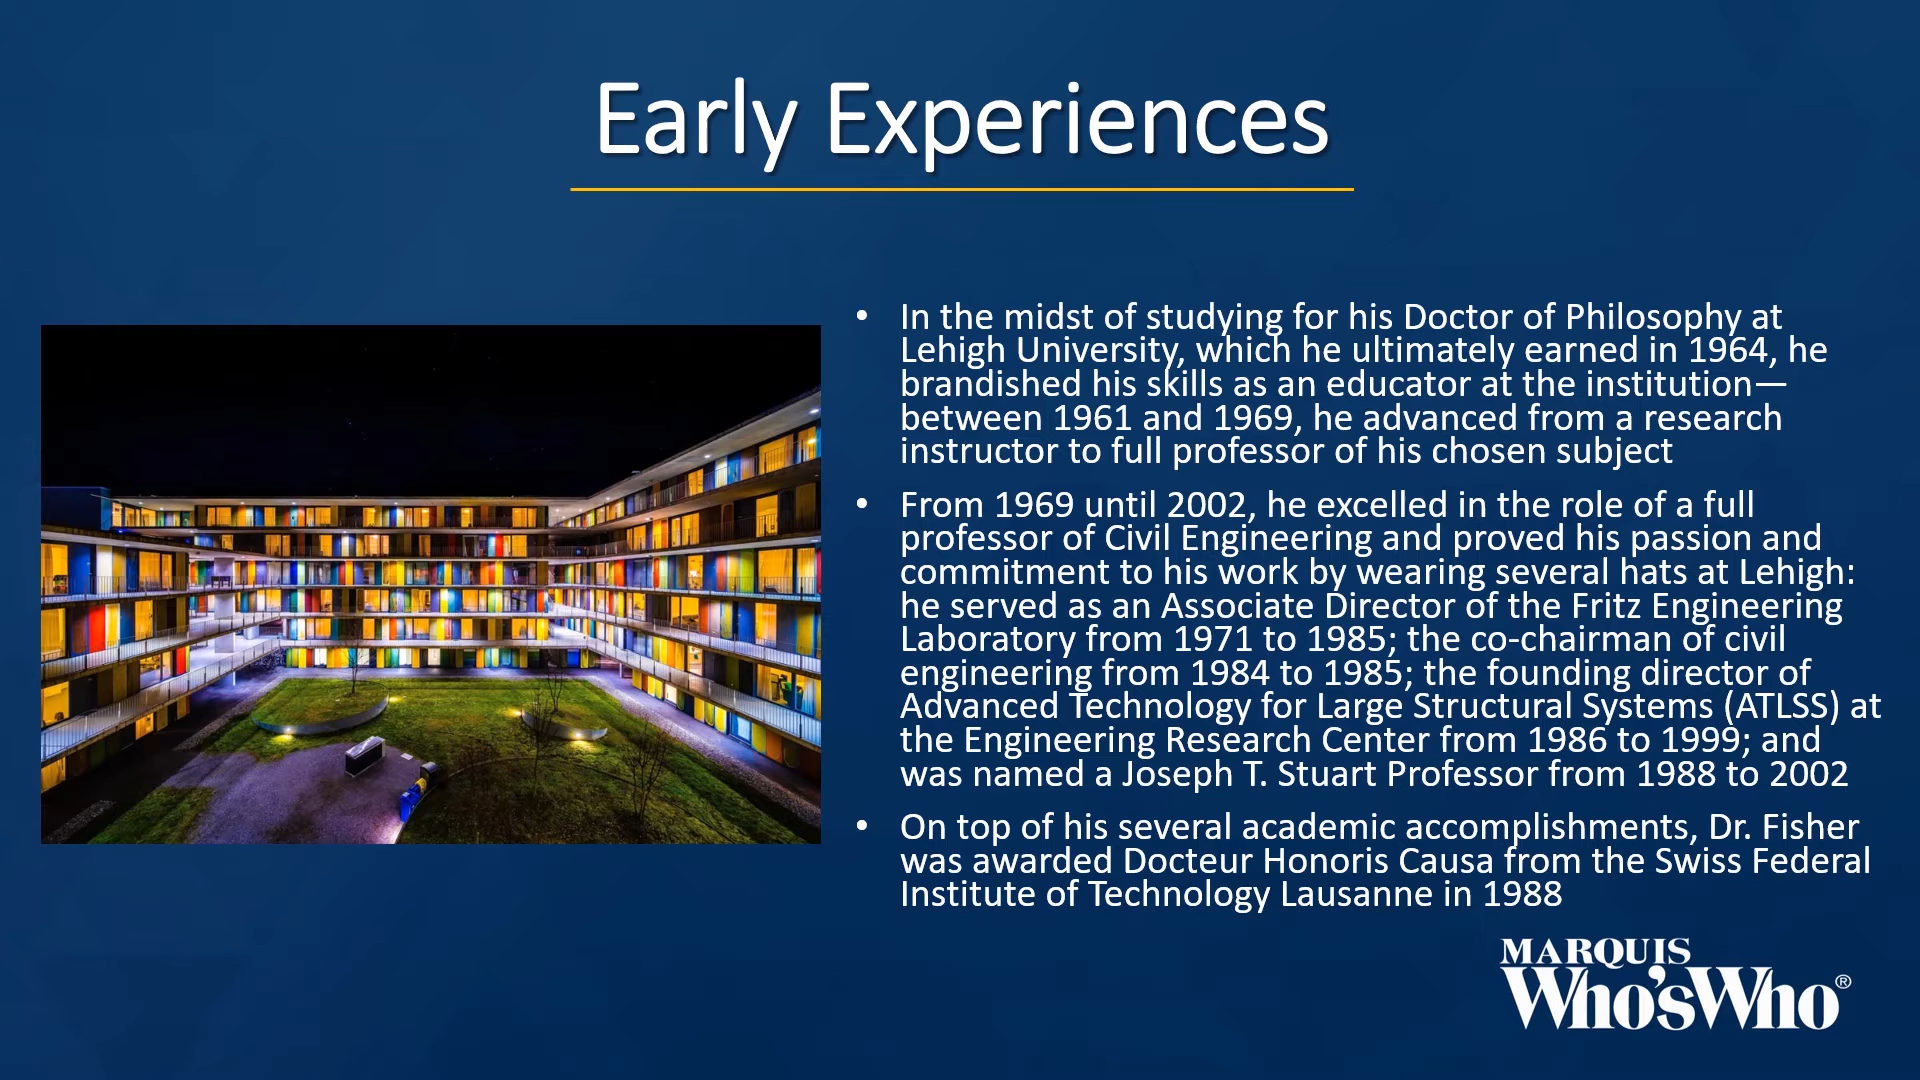 Early Experiences
• In the midst of studying for his Doctor of Philosophy at
Lehigh University, which he ultimately earned in 1964, he
brandished his skills as an educator at the institution—
between 1961 and 1969, he advanced from a research
instructor to full professor of his chosen subject
• From 1969 until 2002, he excelled in the role of a full
professor of Civil Engineering and proved his passion and
commitment to his work by wearing several hats at Lehigh:
he served as an Associate Director of the Fritz Engineering
Laboratory from 1971 to 1985; the co-chairman of civil
engineering from 1984 to 1985; the founding director of
Advanced Technology for Large Structural Systems (ATLSS) at
the Engineering Research Center from 1986 to 1999; and
was named a Joseph T. Stuart Professor from 1988 to 2002
• On top of his several academic accomplishments, Dr. Fisher
was awarded Docteur Honoris Causa from the Swiss Federal
Institute of Technology Lausanne in 1988
MARQUIS
Who'sWho®